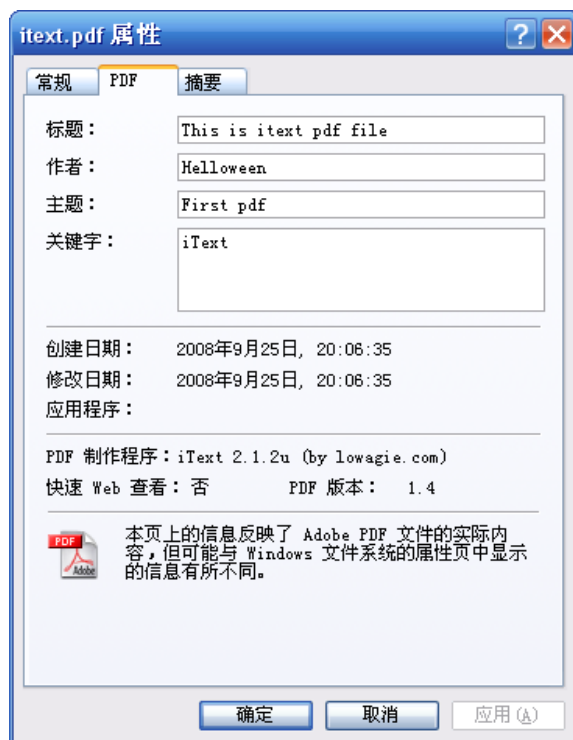 itext.pdf 属性
常规 PDF 摘要
标题： This is itext pdf file
作者： Helloween
主题： First pdf
关键字： iText
创建日期： 2008年9月25日, 20:06:35
修改日期： 2008年9月25日, 20:06:35
应用程序：
PDF 制作程序：iText 2.1.2u (by lowagie.com)
快速 Web 查看：否 PDF 版本： 1.4
PDF
Adobe
本页上的信息反映了 Adobe PDF 文件的实际内
容，但可能与 Windows 文件系统的属性页中显示
的信息有所不同。
确定 取消 应用(A)